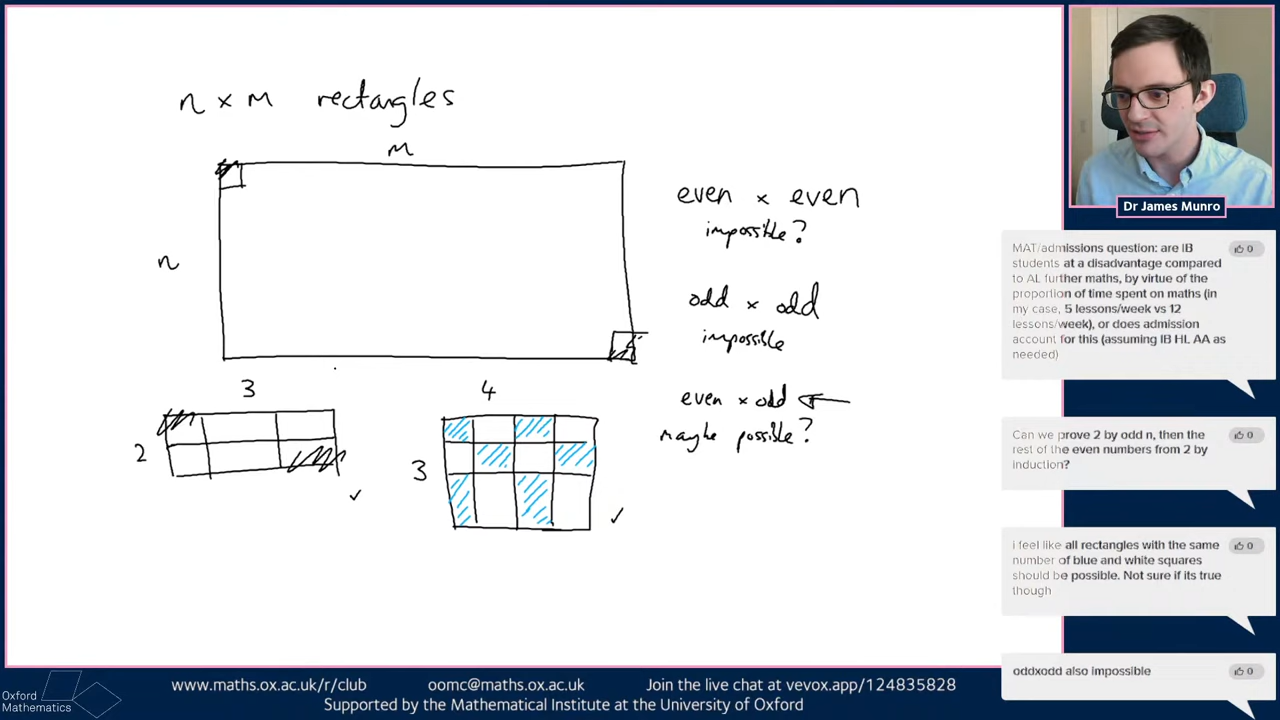 n × m rectangles
m
n
even × even
impossible?
odd × odd
impossible
even × odd
maybe possible?
3
2
4
3
Dr James Munro
MAT/admissions question: are IB
students at a disadvantage compared
to AL further maths, by virtue of the
proportion of time spent on maths (in
my case, 5 lessons/week vs 12
lessons/week), or does admission
account for this (assuming IB HL AA as
needed)
0
Can we prove 2 by odd n, then the
rest of the even numbers from 2 by
induction?
0
i feel like all rectangles with the same
number of blue and white squares
should be possible. Not sure if its true
though
0
oddxodd also impossible
0
Oxford
Mathematics
www.maths.ox.ac.uk/r/club oomc@maths.ox.ac.uk Join the live chat at vevox.app/124835828
Supported by the Mathematical Institute at the University of Oxford